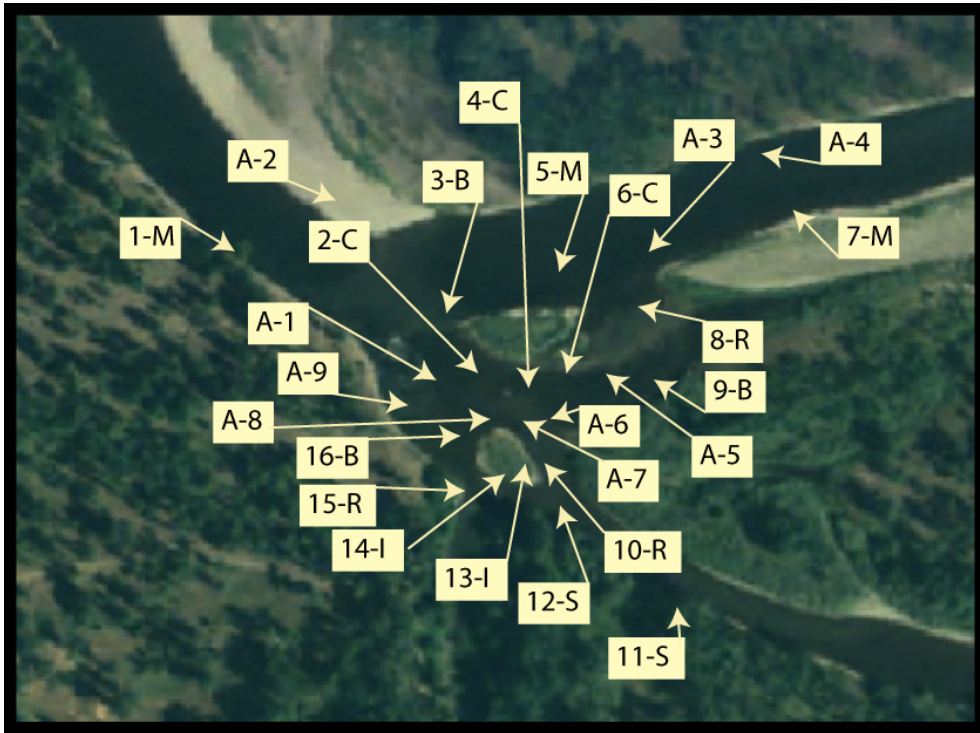 4-C
A-3
A-4
A-2
3-B
5-M
6-C
1-M
2-C
7-M
A-1
8-R
A-9
9-B
A-8
A-6
16-B
A-7
A-5
15-R
14-I
13-I
12-S
10-R
11-S